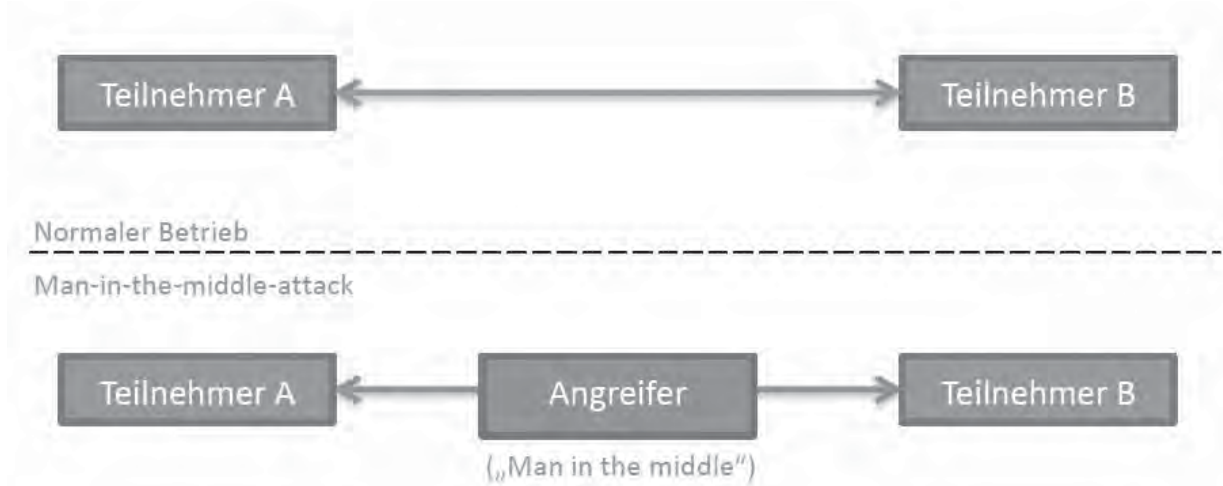 Teilnehmer A
Teilnehmer B
Normaler Betrieb
Man-in-the-middle-attack
Teilnehmer A
Angreifer
Teilnehmer B
(„Man in the middle“)